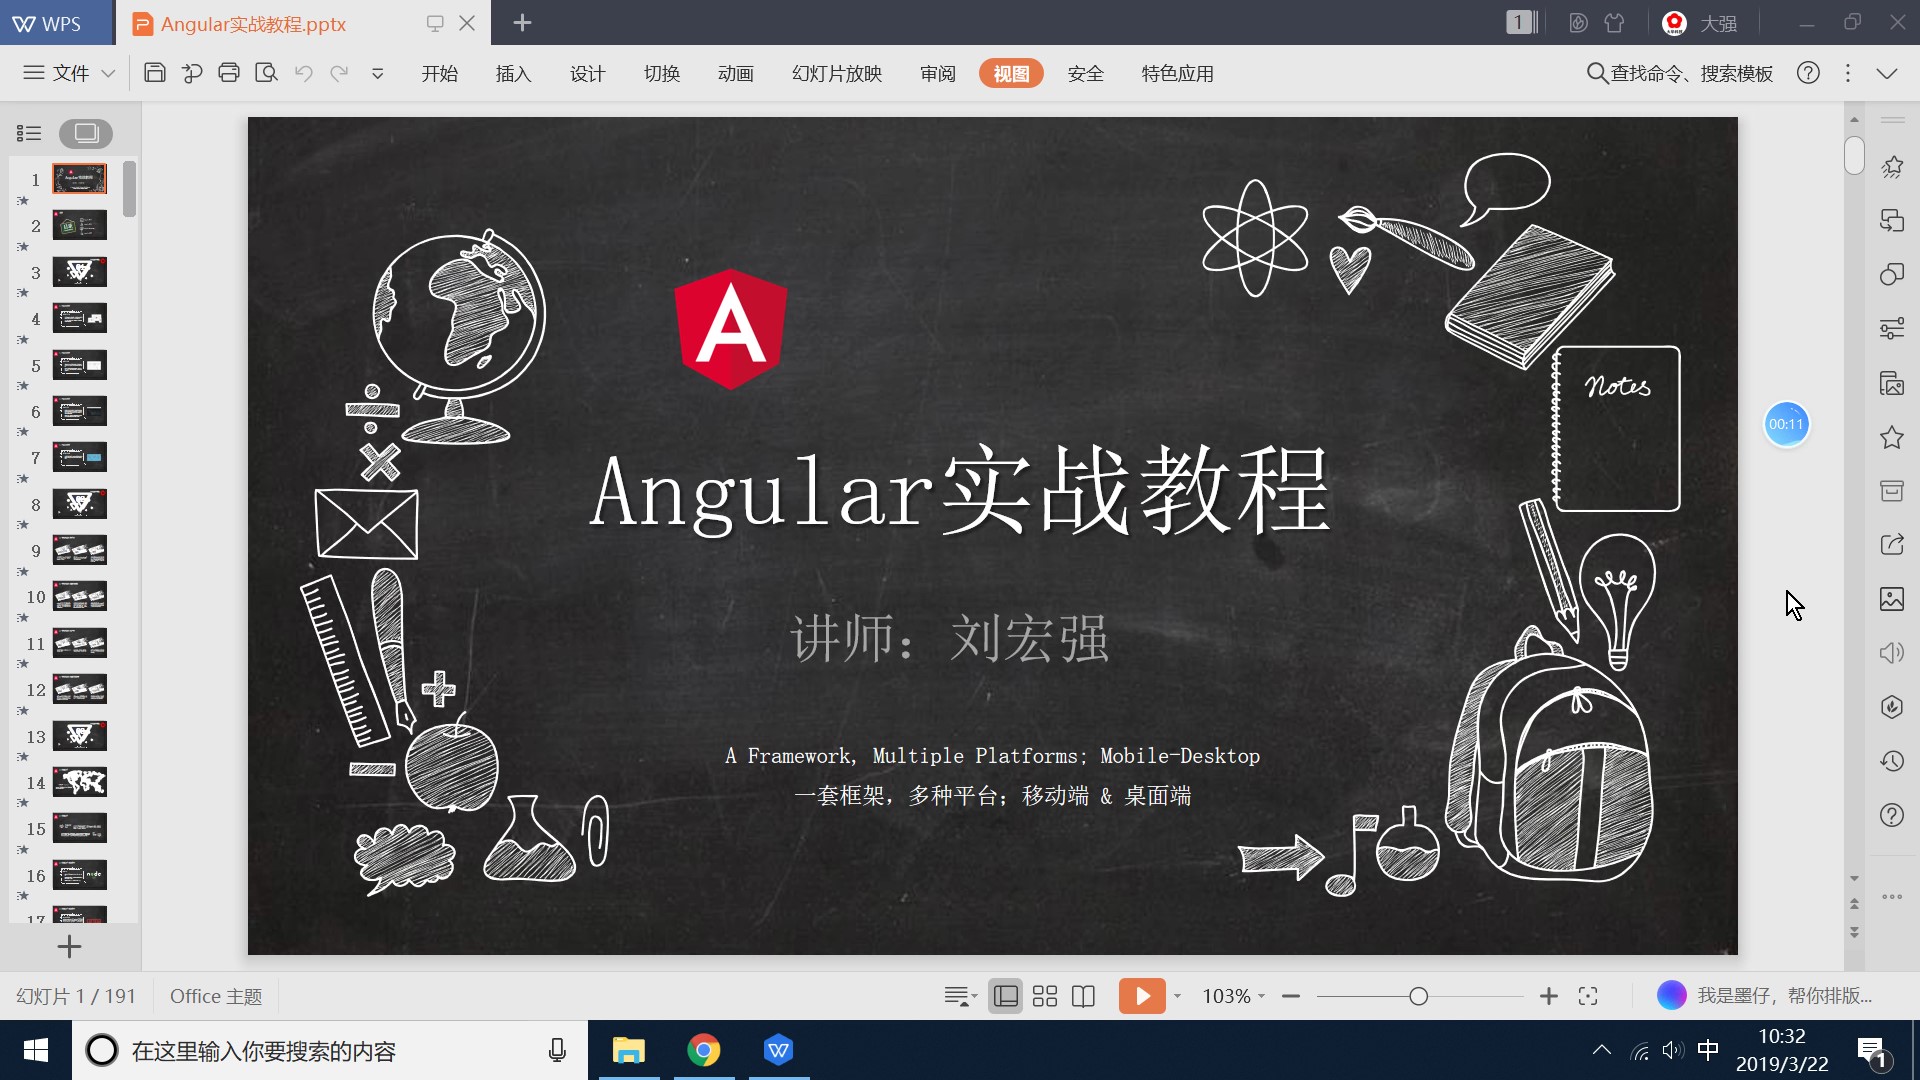 WPS
Angular实战教程.pptx
1
大强
文件
开始
插入
设计
切换
动画
幻灯片放映
审阅
视图
安全
特色应用
查找命令、搜索模板
1
2
3
4
5
6
7
8
9
10
11
12
13
14
15
16
17
Notes
00:11
Angular实战教程
讲师：刘宏强
A Framework, Multiple Platforms; Mobile-Desktop
一套框架，多种平台；移动端 & 桌面端
幻灯片 1 / 191
Office 主题
103%
我是墨仔，帮你排版...
在这里输入你要搜索的内容
中
10:32
2019/3/22
1